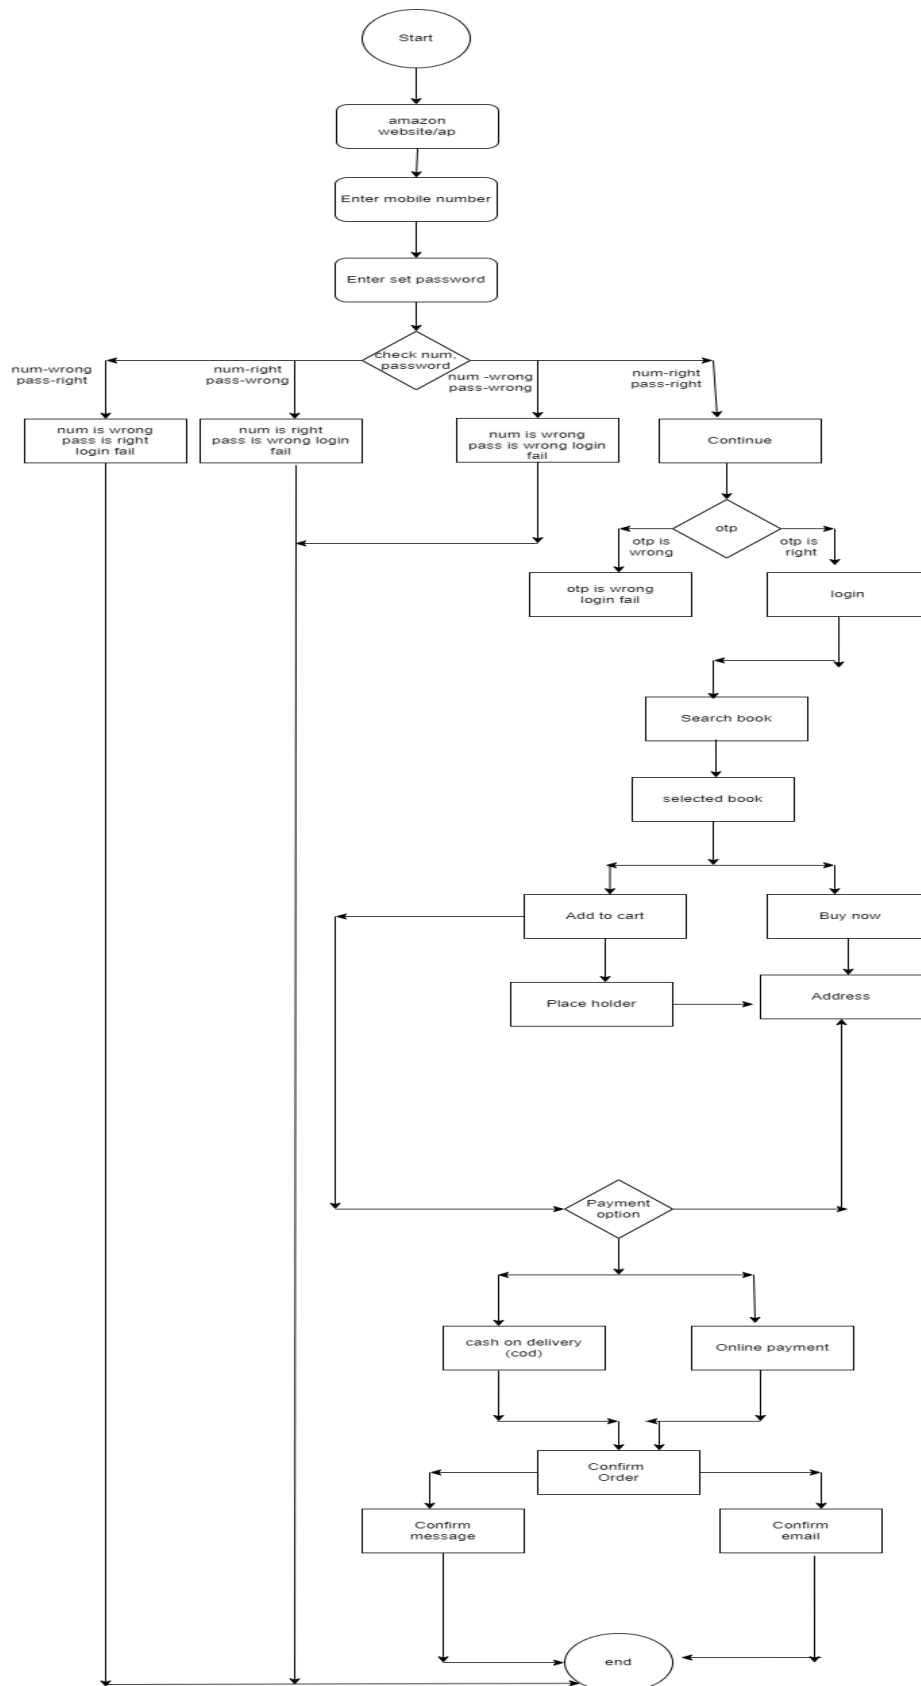 Start
amazon
website/ap
Enter mobile number
Enter set password
check num,
password
num-wrong
pass-right
num-right
pass-wrong
num -wrong
pass-wrong
num-right
pass-right
num is wrong
pass is right
login fail
num is right
pass is wrong login
fail
num is wrong
pass is wrong login
fail
Continue
otp
otp is
wrong
otp is
right
otp is wrong
login fail
login
Search book
selected book
Add to cart
Buy now
Place holder
Address
Payment
option
cash on delivery
(cod)
Online payment
Confirm
Order
Confirm
message
Confirm
email
end